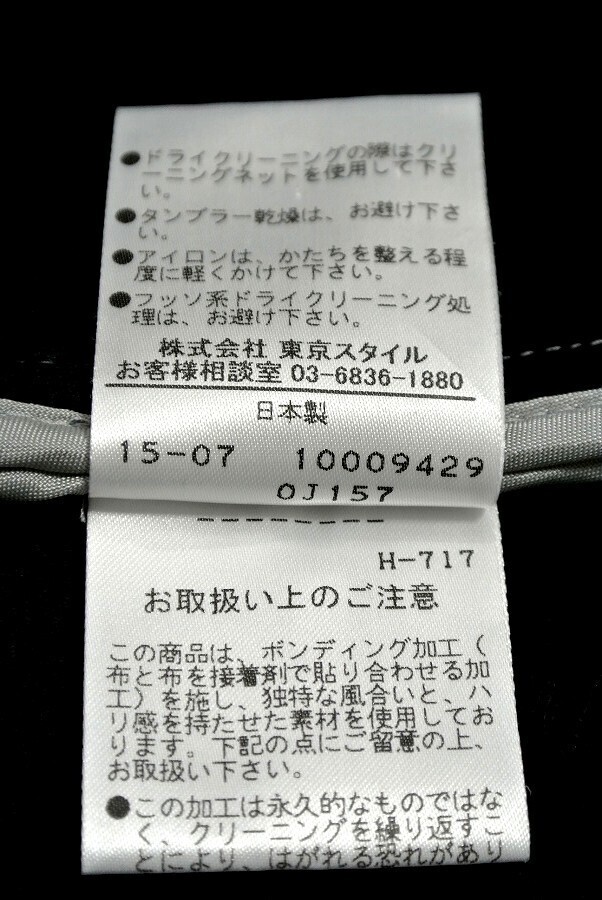 ●ドライクリーニングの際はクリ
ーニングネットを使用して下さ
い。
●タンブラー乾燥は、お避け下さ
い。
●アイロンは、かたちを整える程
度に軽くかけて下さい。
●フッソ系ドライクリーニング処
理は、お避け下さい。
株式会社 東京スタイル
お客様相談室 03-6836-1880
日本製
15-07 10009429
OJ157
H-717
お取扱い上のご注意
この商品は、ボンディング加工(
布と布を接着剤で貼り合わせる加
工)を施し、独特な風合いと、ハ
リ感を持たせた素材を使用してお
ります。下記の点にご留意の上、
お取扱い下さい。
●この加工は永久的なものではな
く、クリーニングを繰り返すこ
とにより、はがれる恐れがあり